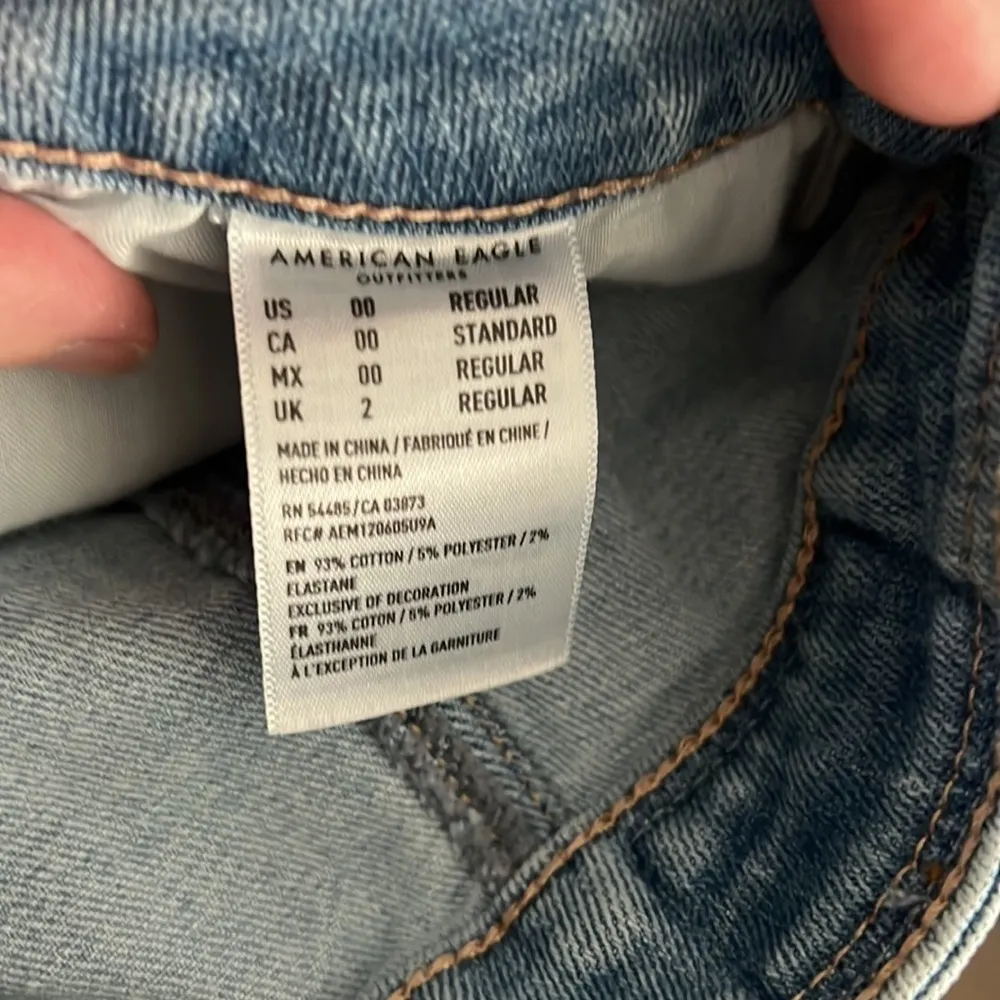 AMERICAN EAGLE
OUTFITTERS
US 00 REGULAR
CA 00 STANDARD
MX 00 REGULAR
UK 2 REGULAR
MADE IN CHINA / FABRIQUÉ EN CHINE /
HECHO EN CHINA
RN 54485/CA 03873
RFC# AEM120605U9A
EN 93% COTTON / 5% POLYESTER / 2%
ELASTANE
EXCLUSIVE OF DECORATION
FR 93% COTON / 5% POLYESTER / 2%
ÉLASTHANNE
À L'EXCEPTION DE LA GARNITURE